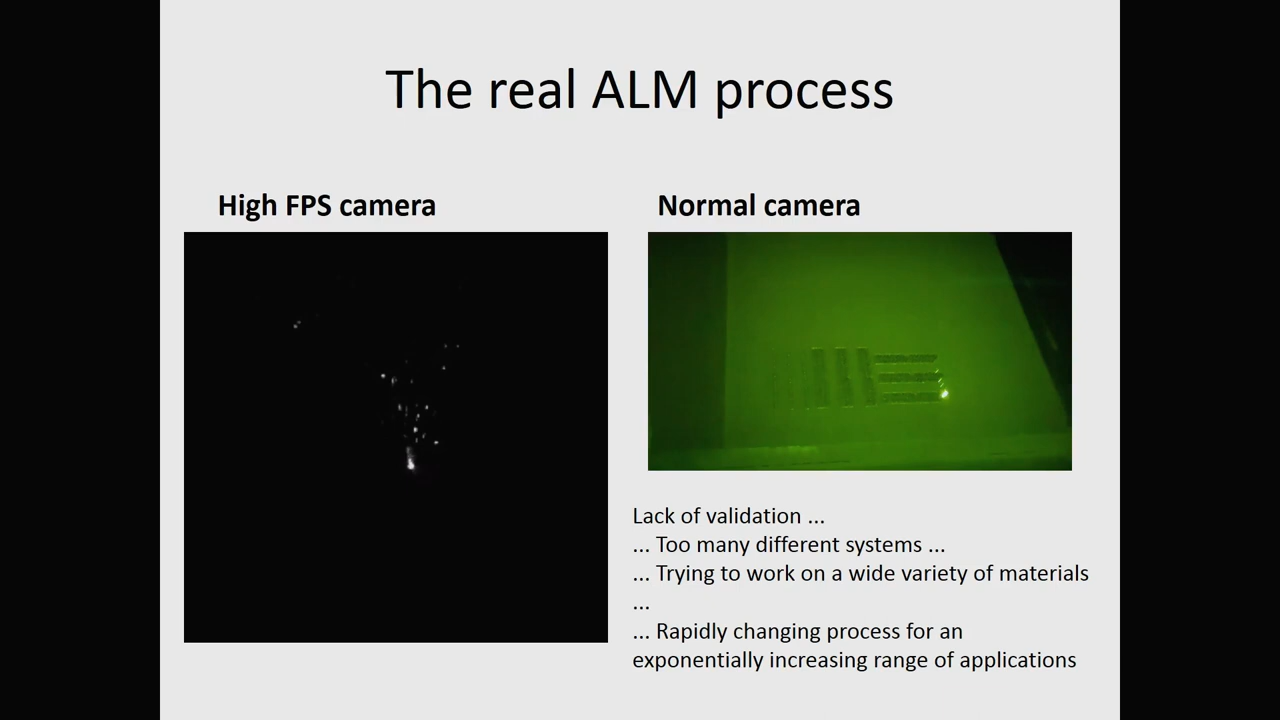 The real ALM process
High FPS camera
Normal camera
Lack of validation ...
... Too many different systems ...
... Trying to work on a wide variety of materials
...
... Rapidly changing process for an
exponentially increasing range of applications